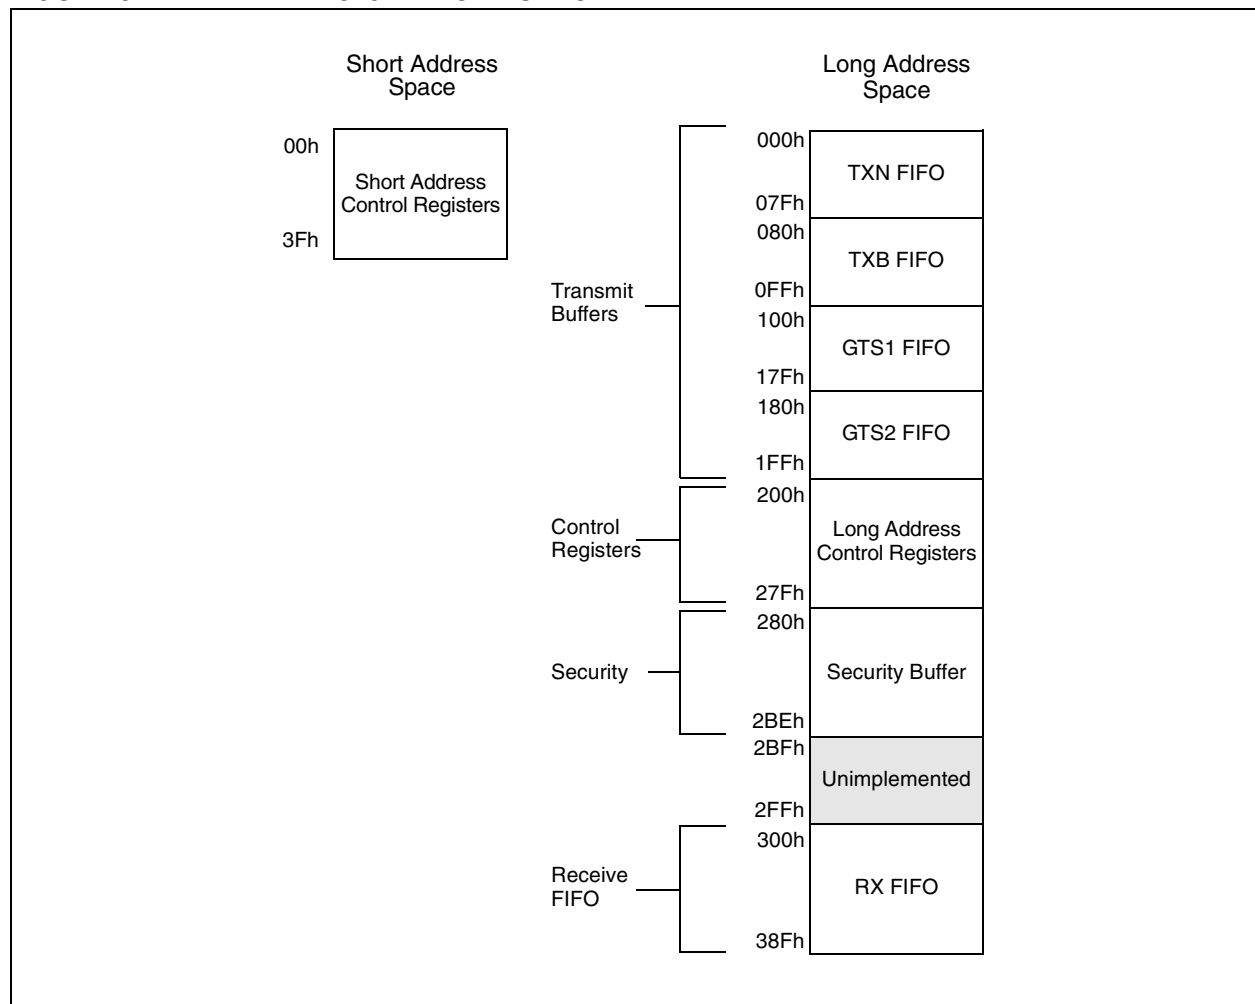 Short Address
Space
00h
Short Address
Control Registers
3Fh
Long Address
Space
Transmit
Buffers
000h
TXN FIFO
07Fh
080h
TXB FIFO
0FFh
100h
GTS1 FIFO
17Fh
180h
GTS2 FIFO
1FFh
Control
Registers
200h
Long Address
Control Registers
27Fh
Security
280h
Security Buffer
2BEh
2BFh
Unimplemented
2FFh
Receive
FIFO
300h
RX FIFO
38Fh